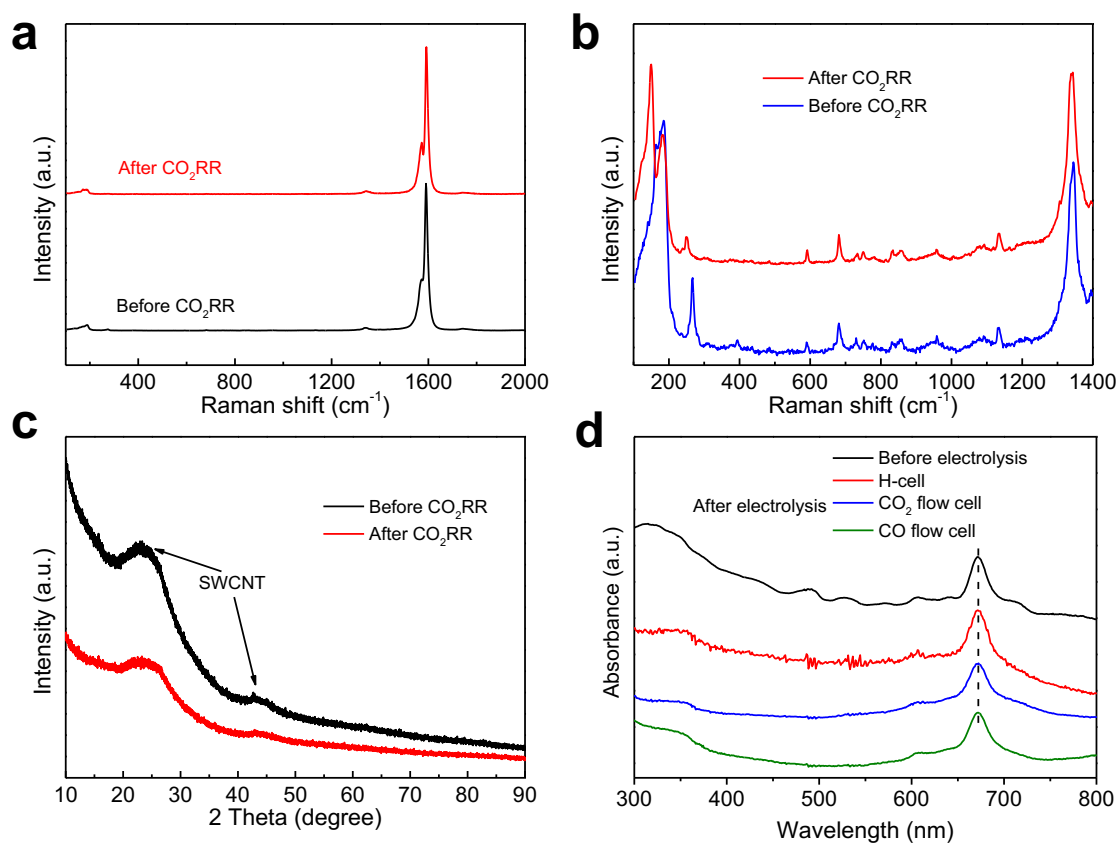 a
Intensity (a.u.)
After CO₂RR
Before CO₂RR
400 800 1200 1600 2000
Raman shift (cm⁻¹)
b
Intensity (a.u.)
After CO₂RR
Before CO₂RR
200 400 600 800 1000 1200 1400
Raman shift (cm⁻¹)
c
Intensity (a.u.)
Before CO₂RR
After CO₂RR
SWCNT
10 20 30 40 50 60 70 80 90
2 Theta (degree)
d
Absorbance (a.u.)
Before electrolysis
After electrolysis
H-cell
CO₂ flow cell
CO flow cell
300 400 500 600 700 800
Wavelength (nm)